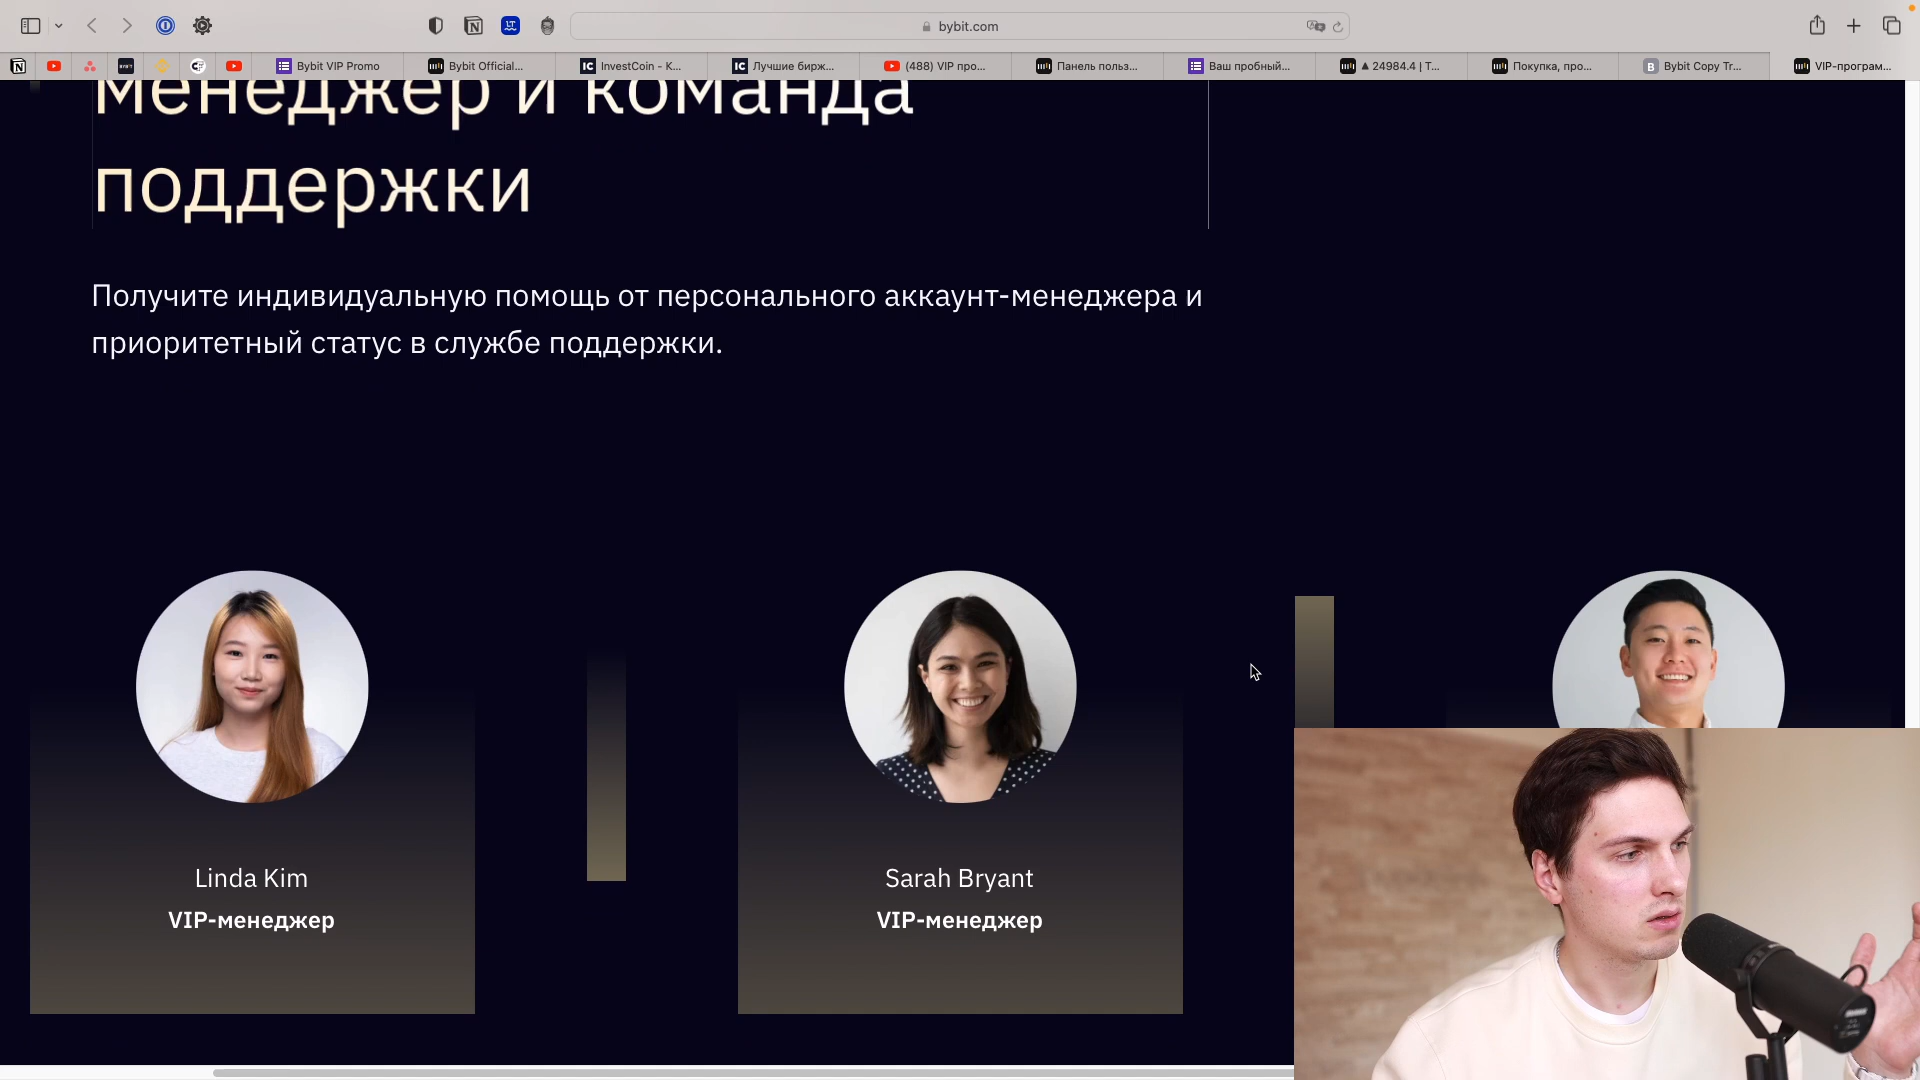 bybit.com
Bybit VIP Promo
Bybit Official...
InvestCoin - K...
Лучшие бирж...
(488) VIP про...
Панель польз...
Ваш пробный...
▲ 24984.4 | T...
Покупка, про...
Bybit Copy Tr...
VIP-програм...
менеджер и команда
поддержки
Получите индивидуальную помощь от персонального аккаунт-менеджера и
приоритетный статус в службе поддержки.
Linda Kim
VIP-менеджер
Sarah Bryant
VIP-менеджер